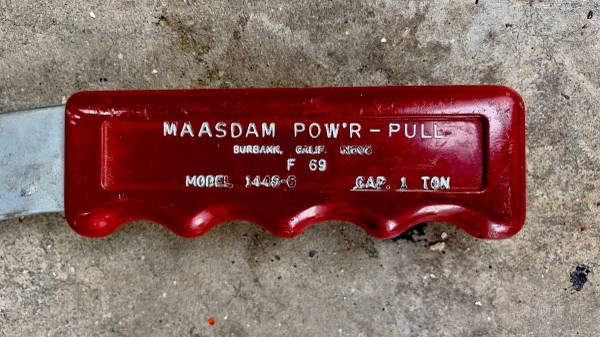 MAASDAM POW'R-PULL
BURBANK, CALIF.
F 69
MODEL 144S-6 CAP. 1 TON